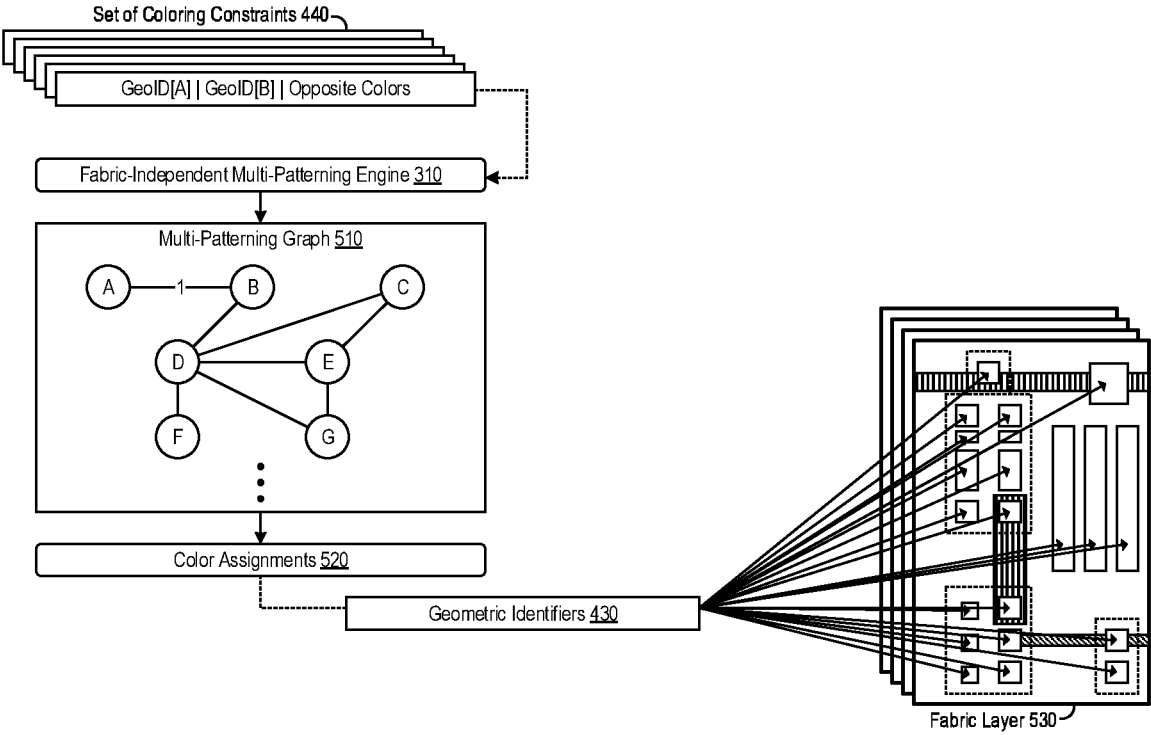 Set of Coloring Constraints 440
GeoID[A] | GeoID[B] | Opposite Colors
Fabric-Independent Multi-Patterning Engine 310
Multi-Patterning Graph 510
A 1 B C
D E
F G
Color Assignments 520
Geometric Identifiers 430
Fabric Layer 530